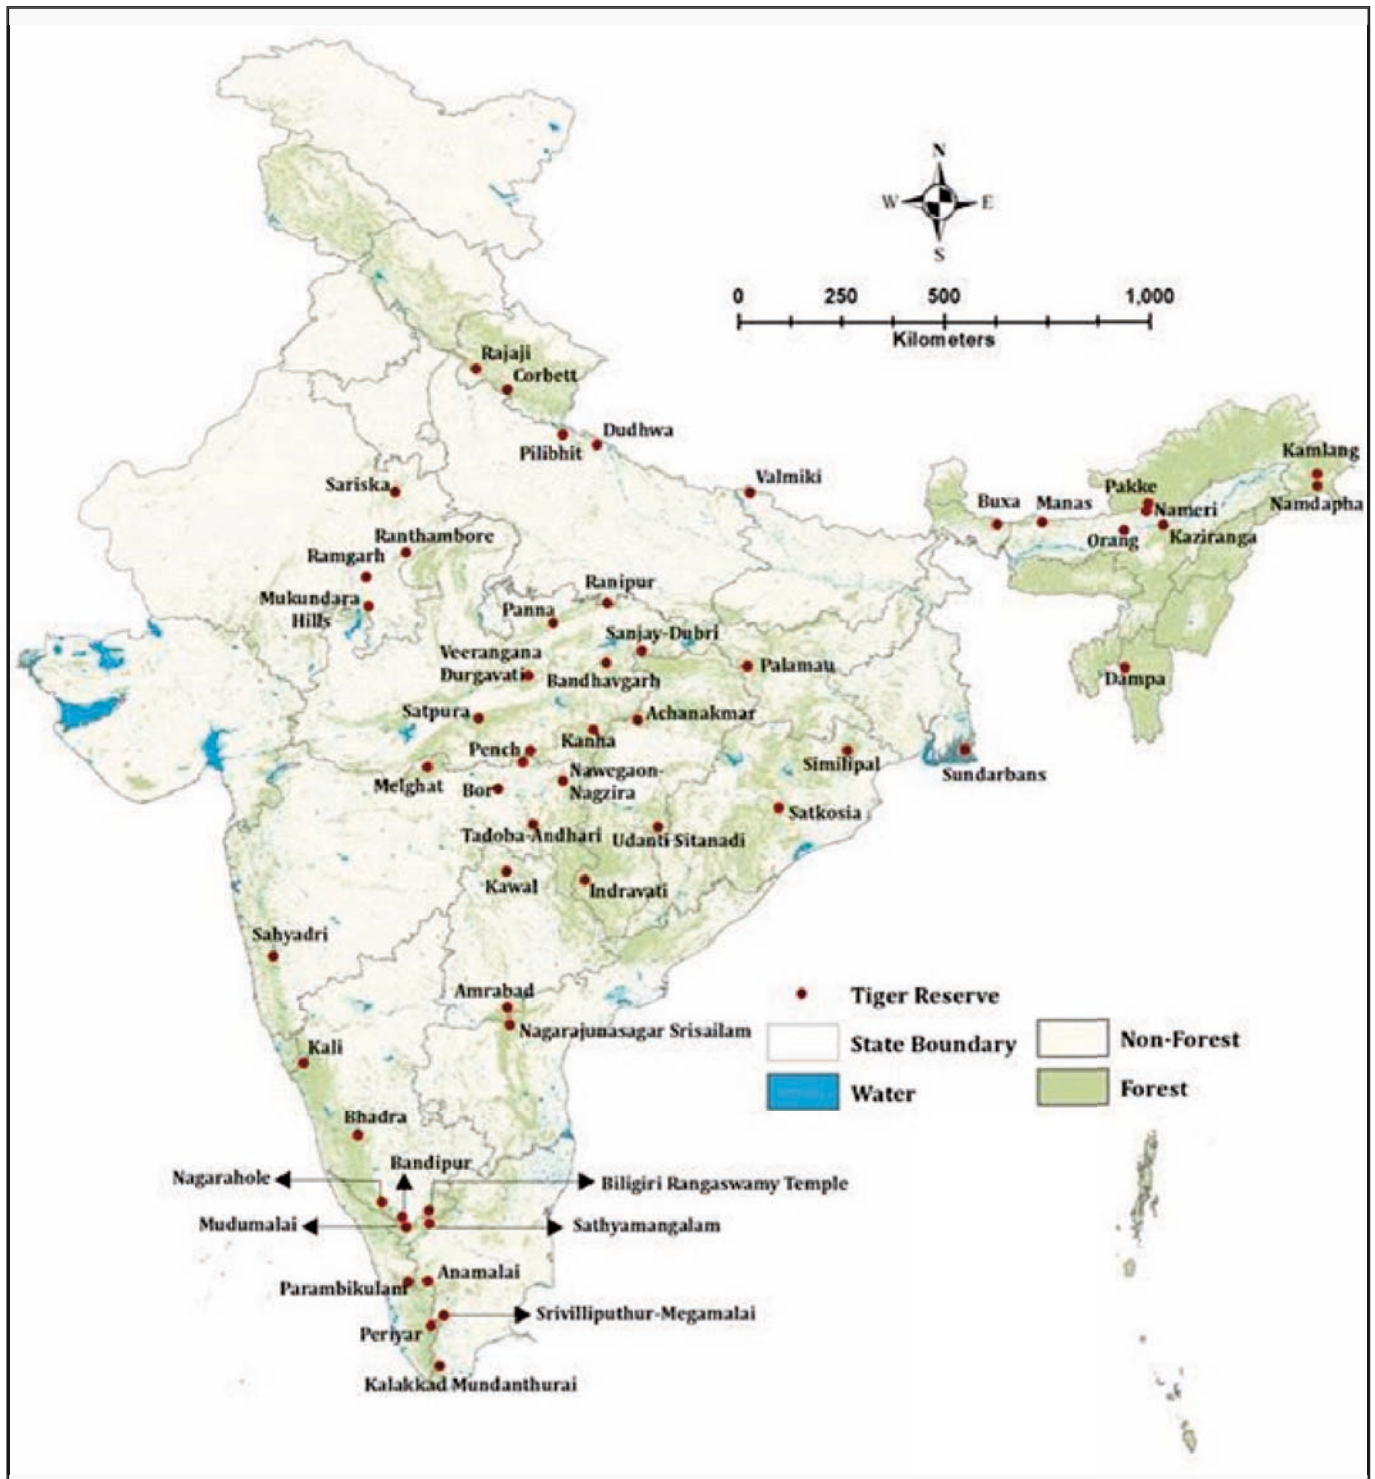 N
W E
S
0 250 500 1,000
Kilometers
Rajaji
Corbett
Pilibhit
Dudhwa
Valmiki
Sariska
Ranthambore
Ramgarh
Mukundara
Hills
Kamlang
Namdapha
Pakke
Nameri
Buxa
Manas
Orang
Kaziranga
Dampa
Ranipur
Panna
Sanjay-Dubri
Veerangana
Durgavati
Bandhavgarh
Palamau
Satpura
Achanakmar
Kanha
Pench
Melghat
Bor
Nawegaon-
Nagzira
Similipal
Sundarbans
Satkosia
Tadoba-Andhari
Udanti-Sitanadi
Kawal
Indravati
Sahyadri
Amrabad
Nagarajunasagar Srisailam
Kali
Bhadra
Bandipur
Nagarahole
Biligiri Rangaswamy Temple
Mudumalai
Sathyamangalam
Anamalai
Parambikulam
Srivilliputhur-Megamalai
Periyar
Kalakkad Mundanthurai
Tiger Reserve
State Boundary
Water
Non-Forest
Forest